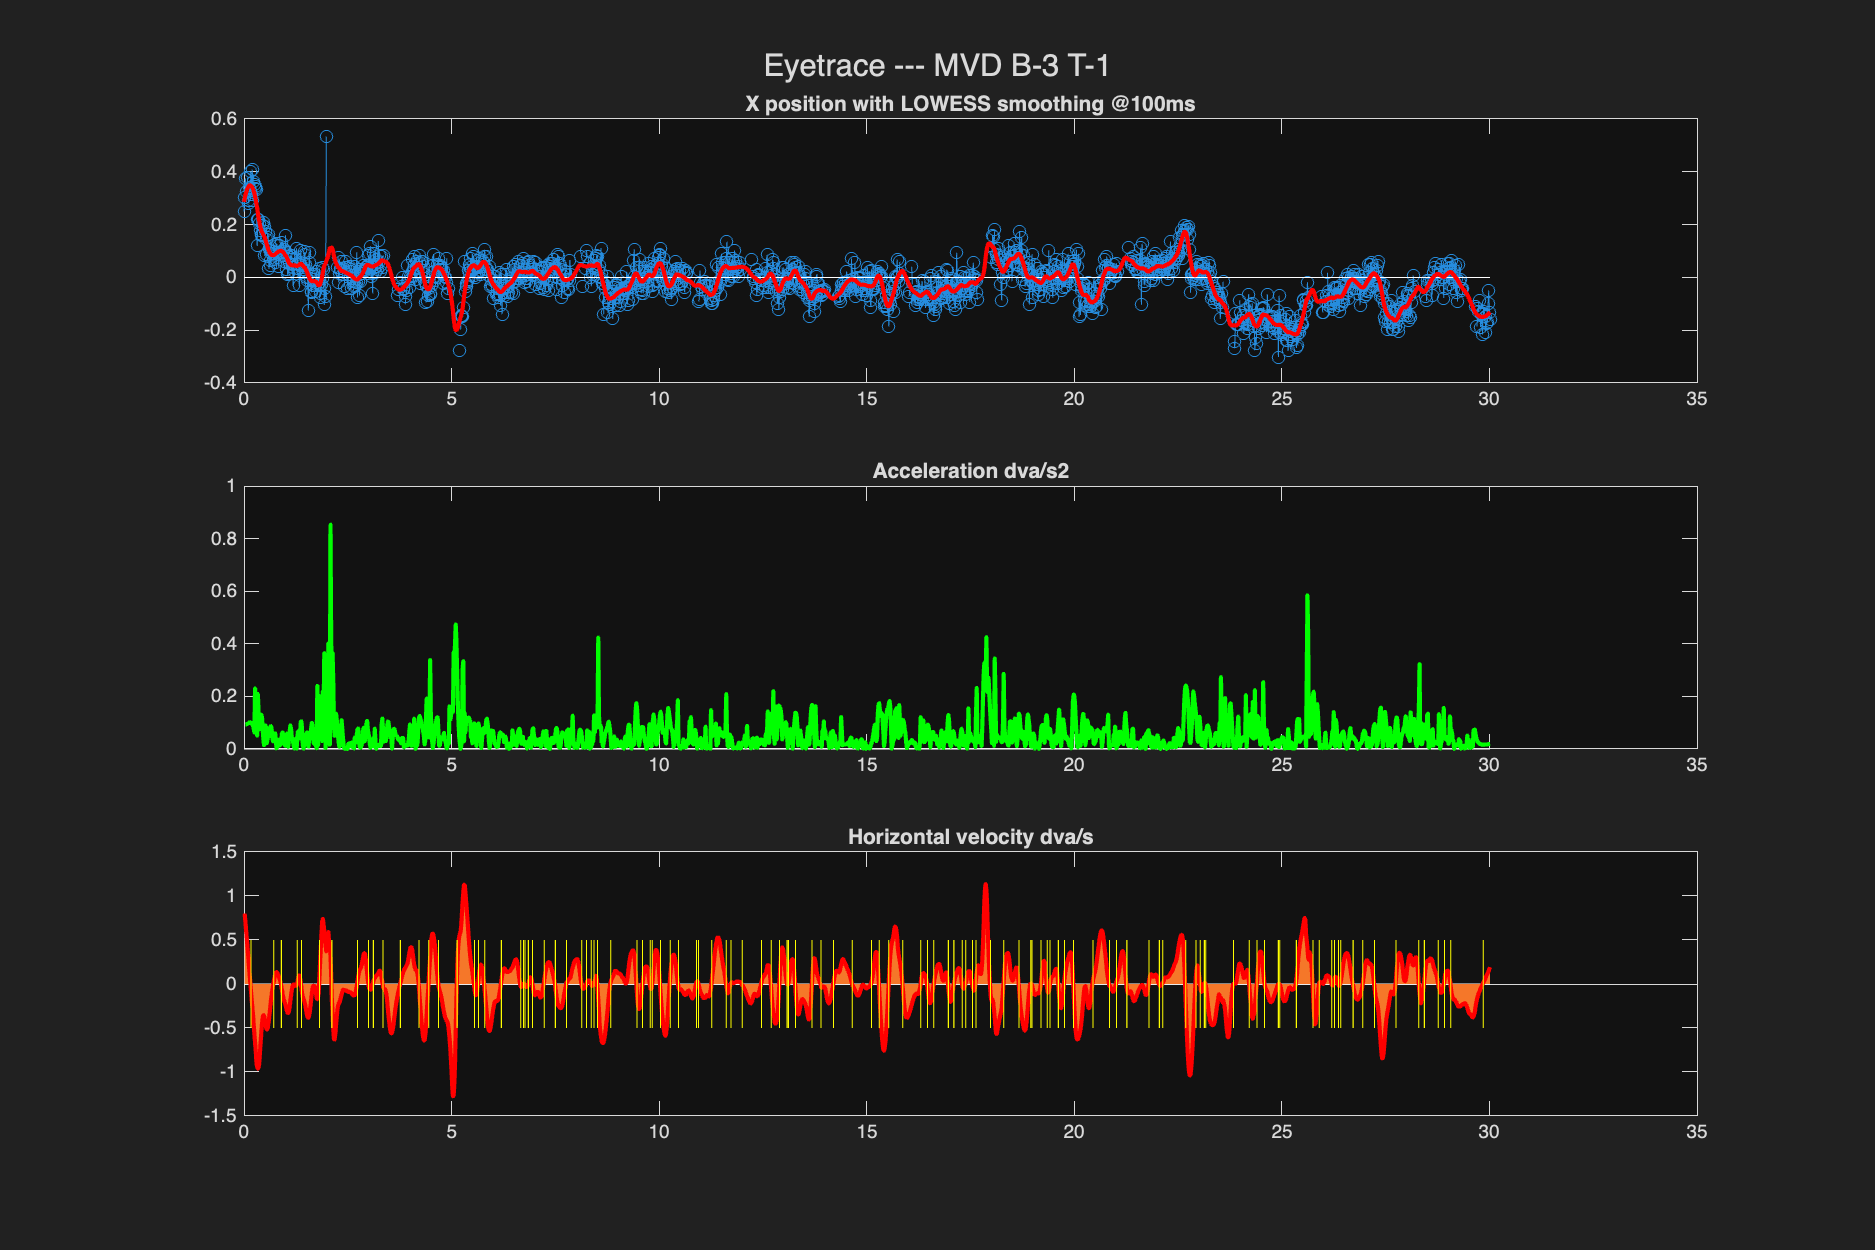 Eyetrace --- MVD B-3 T-1
X position with LOWESS smoothing @100ms
0.6
0.4
0.2
0
-0.2
-0.4
0 5 10 15 20 25 30 35
Acceleration dva/s2
1
0.8
0.6
0.4
0.2
0
0 5 10 15 20 25 30 35
Horizontal velocity dva/s
1.5
1
0.5
0
-0.5
-1
-1.5
0 5 10 15 20 25 30 35